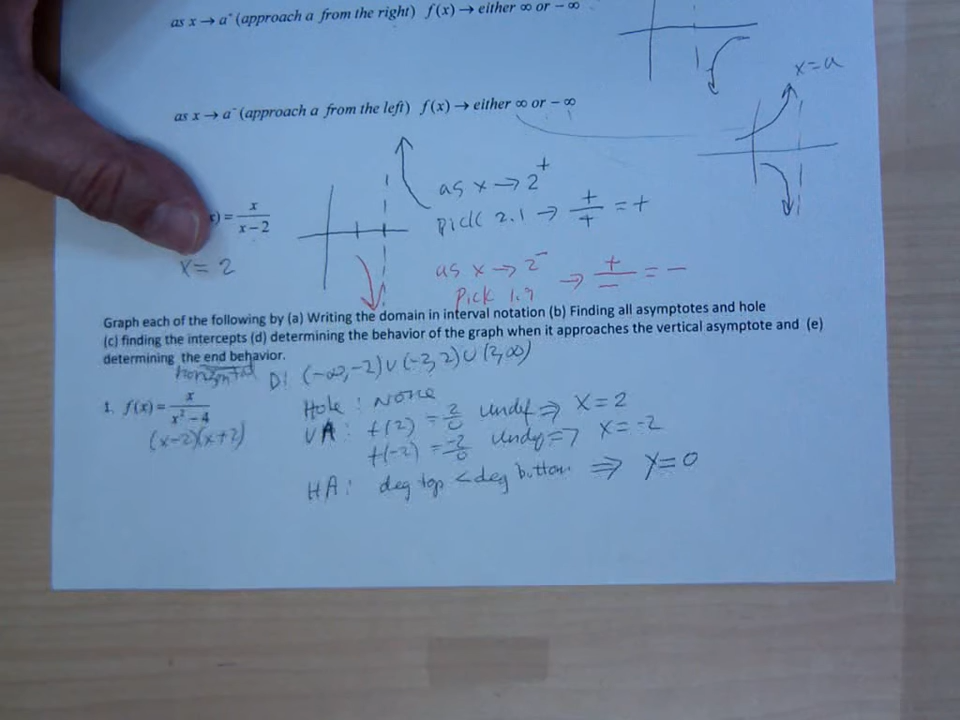 as x → a⁺ (approach a from the right) f(x) → either ∞ or − ∞
x=a
as x → a⁻ (approach a from the left) f(x) → either ∞ or − ∞
as x → 2⁺
) = x/(x−2)
pick 2.1 → +/+ = +
x = 2
as x → 2⁻ → +/− = −
pick 1.9
Graph each of the following by (a) Writing the domain in interval notation (b) Finding all asymptotes and hole
(c) finding the intercepts (d) determining the behavior of the graph when it approaches the vertical asymptote and (e)
determining the end behavior.
horizontal D: (-∞,-2)∪(-2,2)∪(2,∞)
1. f(x) = x/(x²−4)
Hole: None
(x-2)(x+2)
VA: f(2) = 2/0 undef ⇒ x=2
f(-2) = -2/0 undef ⇒ x=-2
HA: deg top < deg button ⇒ y=0